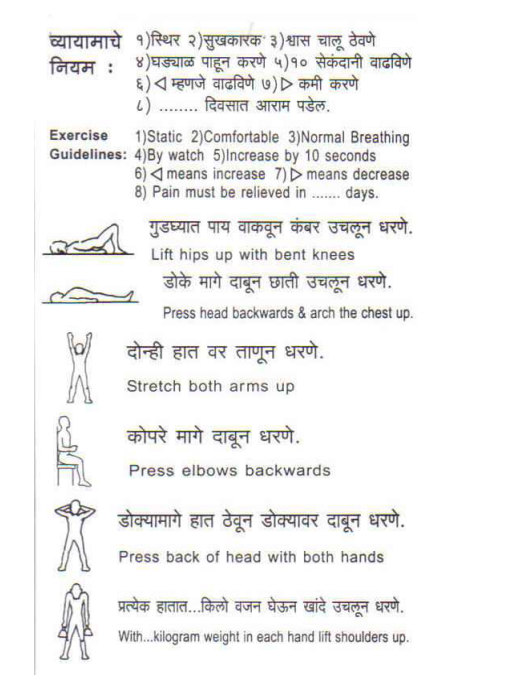 व्यायामाचे १)स्थिर २)सुखकारक ३)श्वास चालू ठेवणे
नियम : ४)घड्याळ पाहून करणे ५)१० सेकंदानी वाढविणे
६) ◁ म्हणजे वाढविणे ७) ▷ कमी करणे
८) ........ दिवसात आराम पडेल.
Exercise 1)Static 2)Comfortable 3)Normal Breathing
Guidelines: 4)By watch 5)Increase by 10 seconds
6) ◁ means increase 7) ▷ means decrease
8) Pain must be relieved in ....... days.
गुडघ्यात पाय वाकवून कंबर उचलून धरणे.
Lift hips up with bent knees
डोके मागे दाबून छाती उचलून धरणे.
Press head backwards & arch the chest up.
दोन्ही हात वर ताणून धरणे.
Stretch both arms up
कोपरे मागे दाबून धरणे.
Press elbows backwards
डोक्यामागे हात ठेवून डोक्यावर दाबून धरणे.
Press back of head with both hands
प्रत्येक हातात...किलो वजन घेऊन खांदे उचलून धरणे.
With...kilogram weight in each hand lift shoulders up.